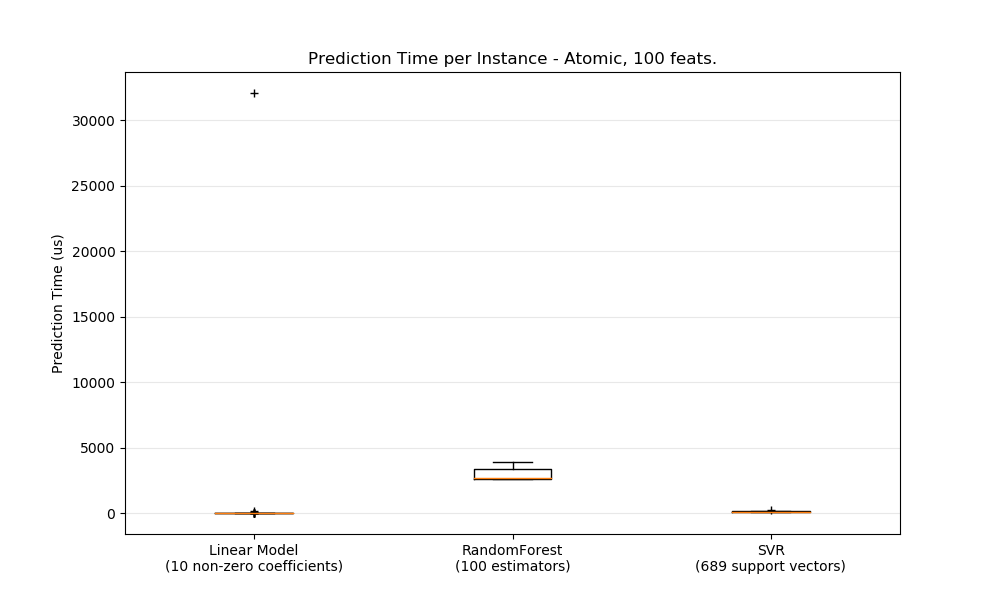 Prediction Time per Instance - Atomic, 100 feats.
Prediction Time (us)
30000
25000
20000
15000
10000
5000
0
Linear Model
(10 non-zero coefficients)
RandomForest
(100 estimators)
SVR
(689 support vectors)